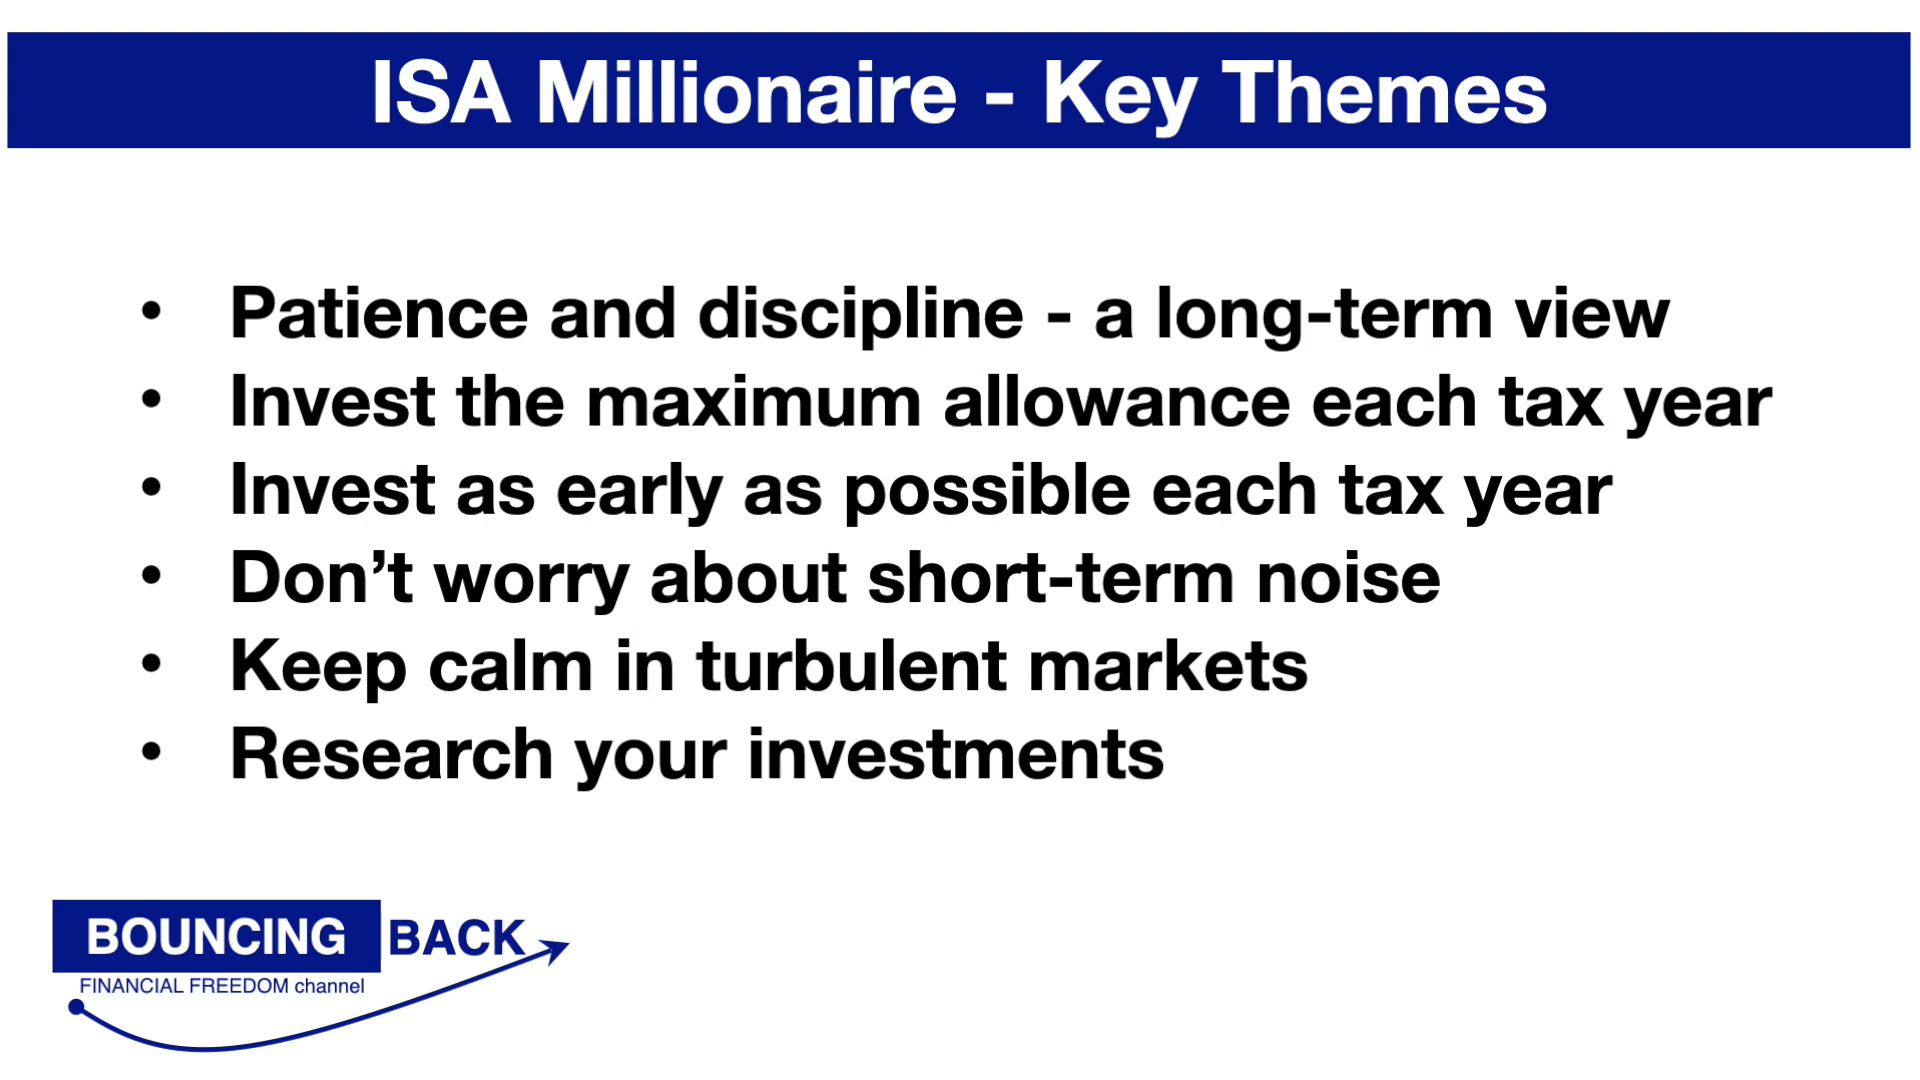 ISA Millionaire - Key Themes
• Patience and discipline - a long-term view
• Invest the maximum allowance each tax year
• Invest as early as possible each tax year
• Don’t worry about short-term noise
• Keep calm in turbulent markets
• Research your investments
BOUNCING BACK
FINANCIAL FREEDOM channel